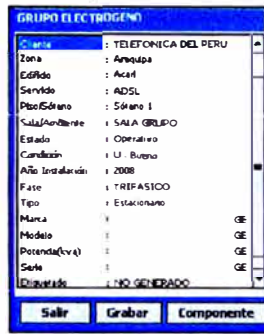 GRUPO ELECTROGENO
Cliente : TELEFONICA DEL PERU
Zona : Arequipa
Edificio : Acari
Servicio : ADSL
Piso/Sótano : Sótano 1
Sala/Ambiente : SALA GRUPO
Estado : Operativo
Condición : U - Bueno
Año Instalación : 2008
Fase : TRIFASICO
Tipo : Estacionario
Marca : GE
Modelo : GE
Potencia(kva) : GE
Serie : GE
Etiquetado : NO GENERADO
Salir Grabar Componente